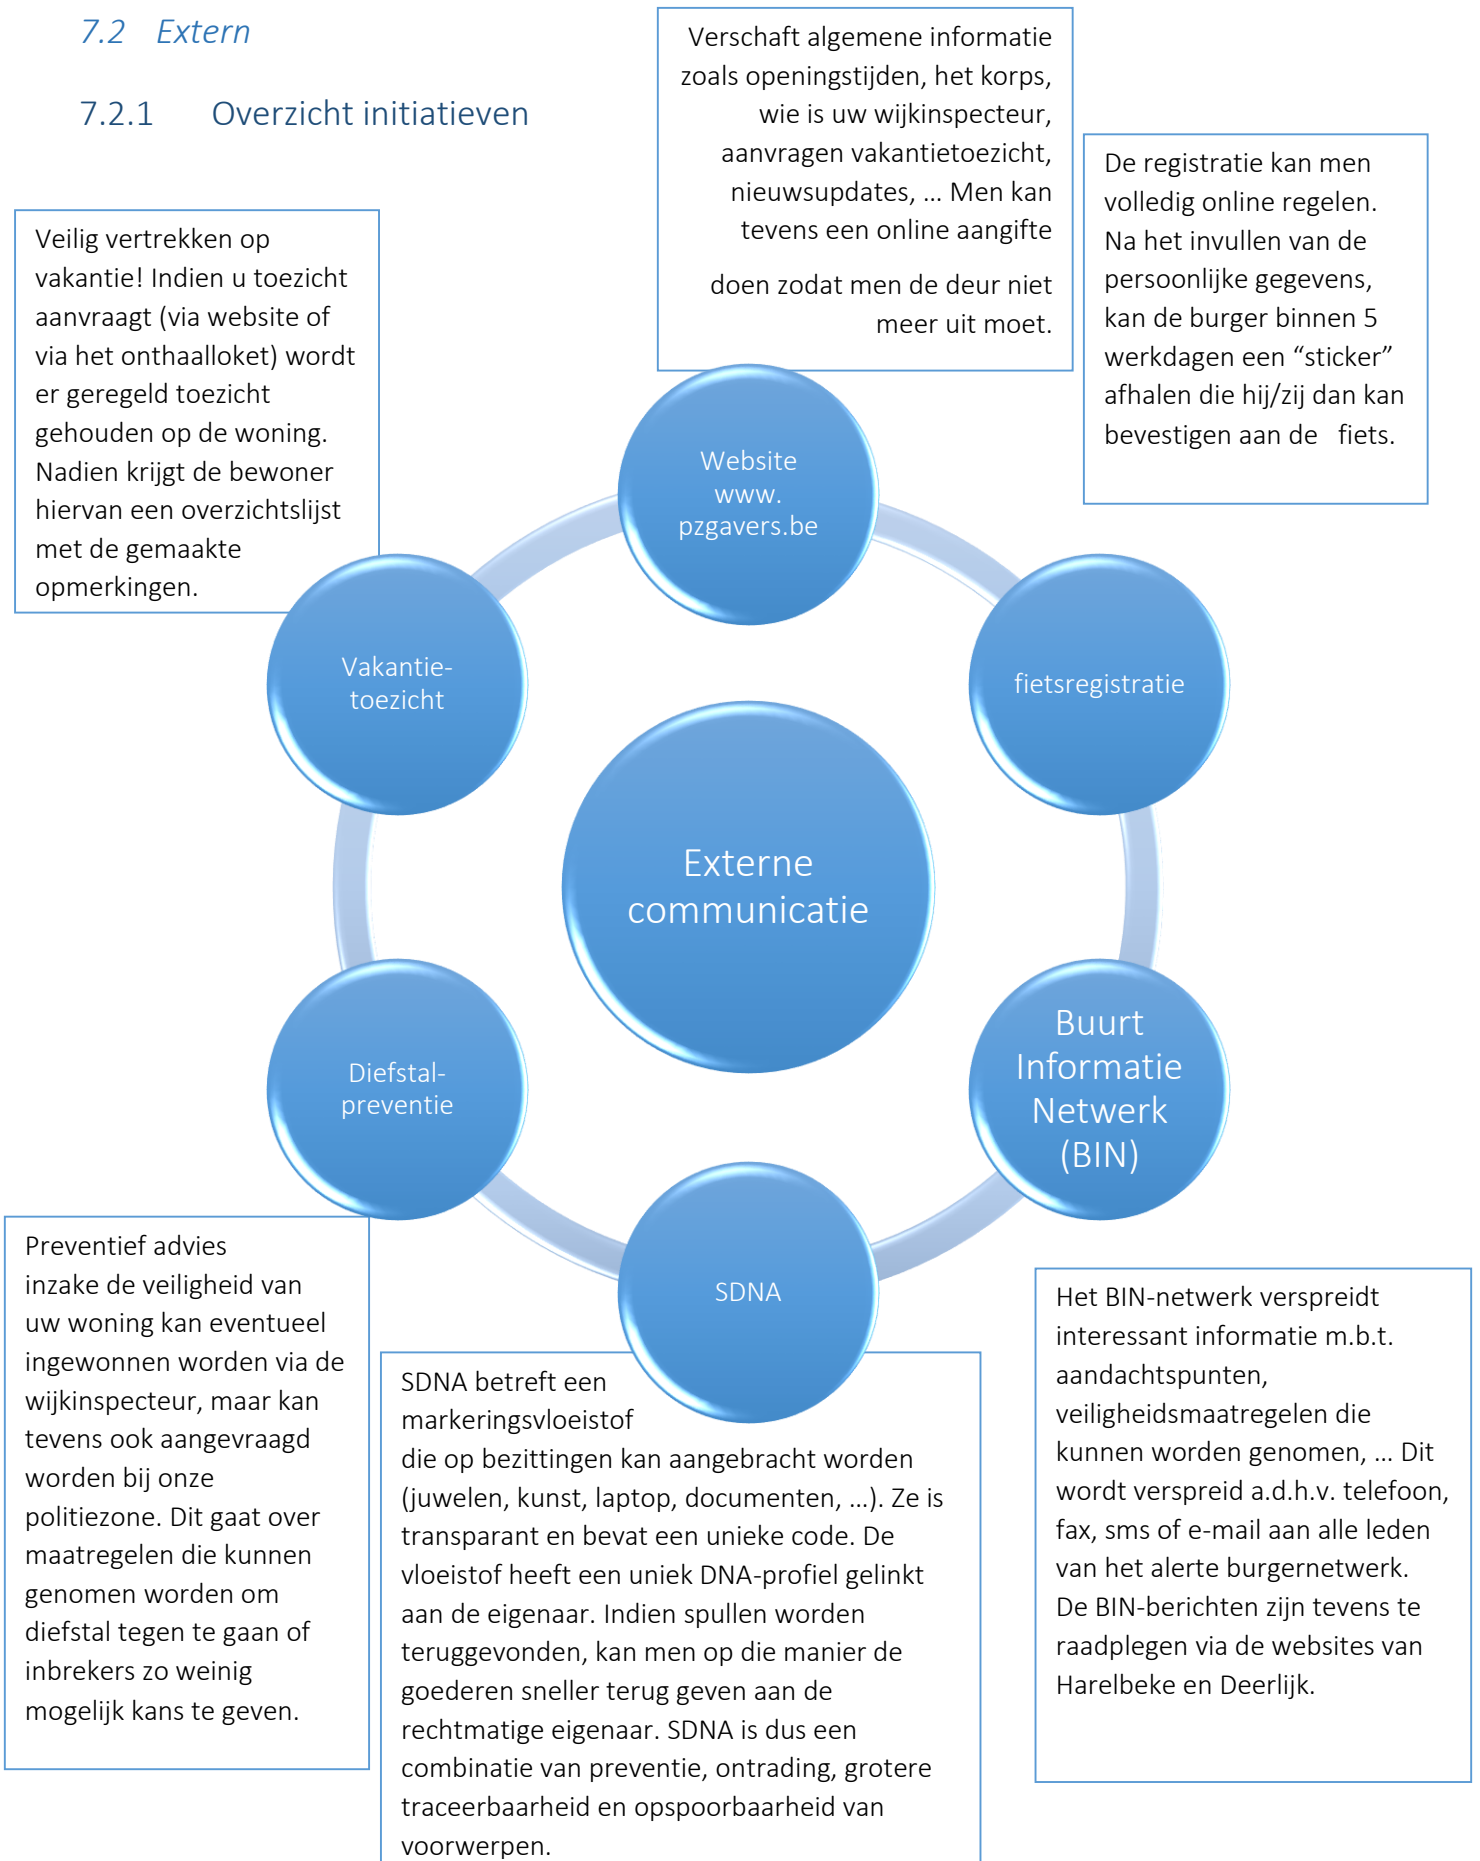 7.2 Extern
7.2.1 Overzicht initiatieven
Verschaft algemene informatie
zoals openingstijden, het korps,
wie is uw wijkinspecteur,
aanvragen vakantietoezicht,
nieuwsupdates, ... Men kan
tevens een online aangifte
doen zodat men de deur niet
meer uit moet.
De registratie kan men
volledig online regelen.
Na het invullen van de
persoonlijke gegevens,
kan de burger binnen 5
werkdagen een “sticker”
afhalen die hij/zij dan kan
bevestigen aan de fiets.
Veilig vertrekken op
vakantie! Indien u toezicht
aanvraagt (via website of
via het onthaalloket) wordt
er geregeld toezicht
gehouden op de woning.
Nadien krijgt de bewoner
hiervan een overzichtslijst
met de gemaakte
opmerkingen.
Website
www.
pzgavers.be
Vakantie-
toezicht
fietsregistratie
Externe
communicatie
Diefstal-
preventie
Buurt
Informatie
Netwerk
(BIN)
SDNA
Preventief advies
inzake de veiligheid van
uw woning kan eventueel
ingewonnen worden via de
wijkinspecteur, maar kan
tevens ook aangevraagd
worden bij onze
politiezone. Dit gaat over
maatregelen die kunnen
genomen worden om
diefstal tegen te gaan of
inbrekers zo weinig
mogelijk kans te geven.
SDNA betreft een
markeringsvloeistof
die op bezittingen kan aangebracht worden
(juwelen, kunst, laptop, documenten, ...). Ze is
transparant en bevat een unieke code. De
vloeistof heeft een uniek DNA-profiel gelinkt
aan de eigenaar. Indien spullen worden
teruggevonden, kan men op die manier de
goederen sneller terug geven aan de
rechtmatige eigenaar. SDNA is dus een
combinatie van preventie, ontrading, grotere
traceerbaarheid en opspoorbaarheid van
voorwerpen.
Het BIN-netwerk verspreidt
interessant informatie m.b.t.
aandachtspunten,
veiligheidsmaatregelen die
kunnen worden genomen, ... Dit
wordt verspreid a.d.h.v. telefoon,
fax, sms of e-mail aan alle leden
van het alerte burgernetwerk.
De BIN-berichten zijn tevens te
raadplegen via de websites van
Harelbeke en Deerlijk.